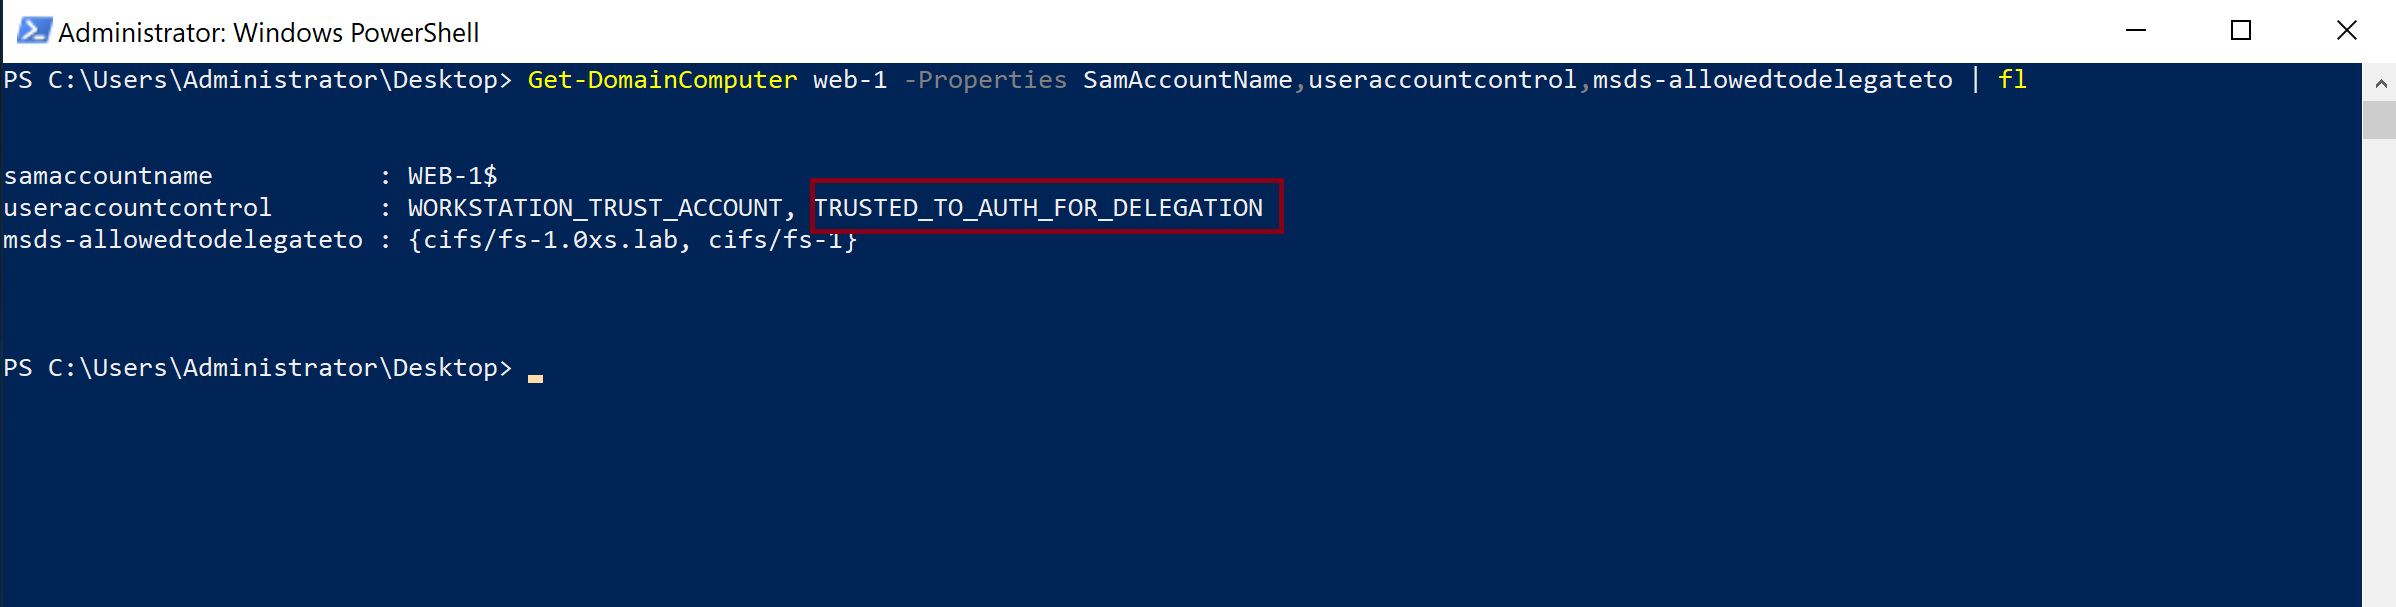 Administrator: Windows PowerShell
PS C:\Users\Administrator\Desktop> Get-DomainComputer web-1 -Properties SamAccountName,useraccountcontrol,msds-allowedtodelegateto | fl
samaccountname           : WEB-1$
useraccountcontrol       : WORKSTATION_TRUST_ACCOUNT, TRUSTED_TO_AUTH_FOR_DELEGATION
msds-allowedtodelegateto : {cifs/fs-1.0xs.lab, cifs/fs-1}
PS C:\Users\Administrator\Desktop>